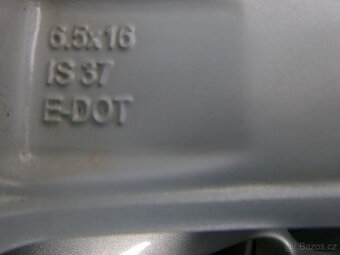 6.5x16
IS 37
E-DOT
Bazos.cz